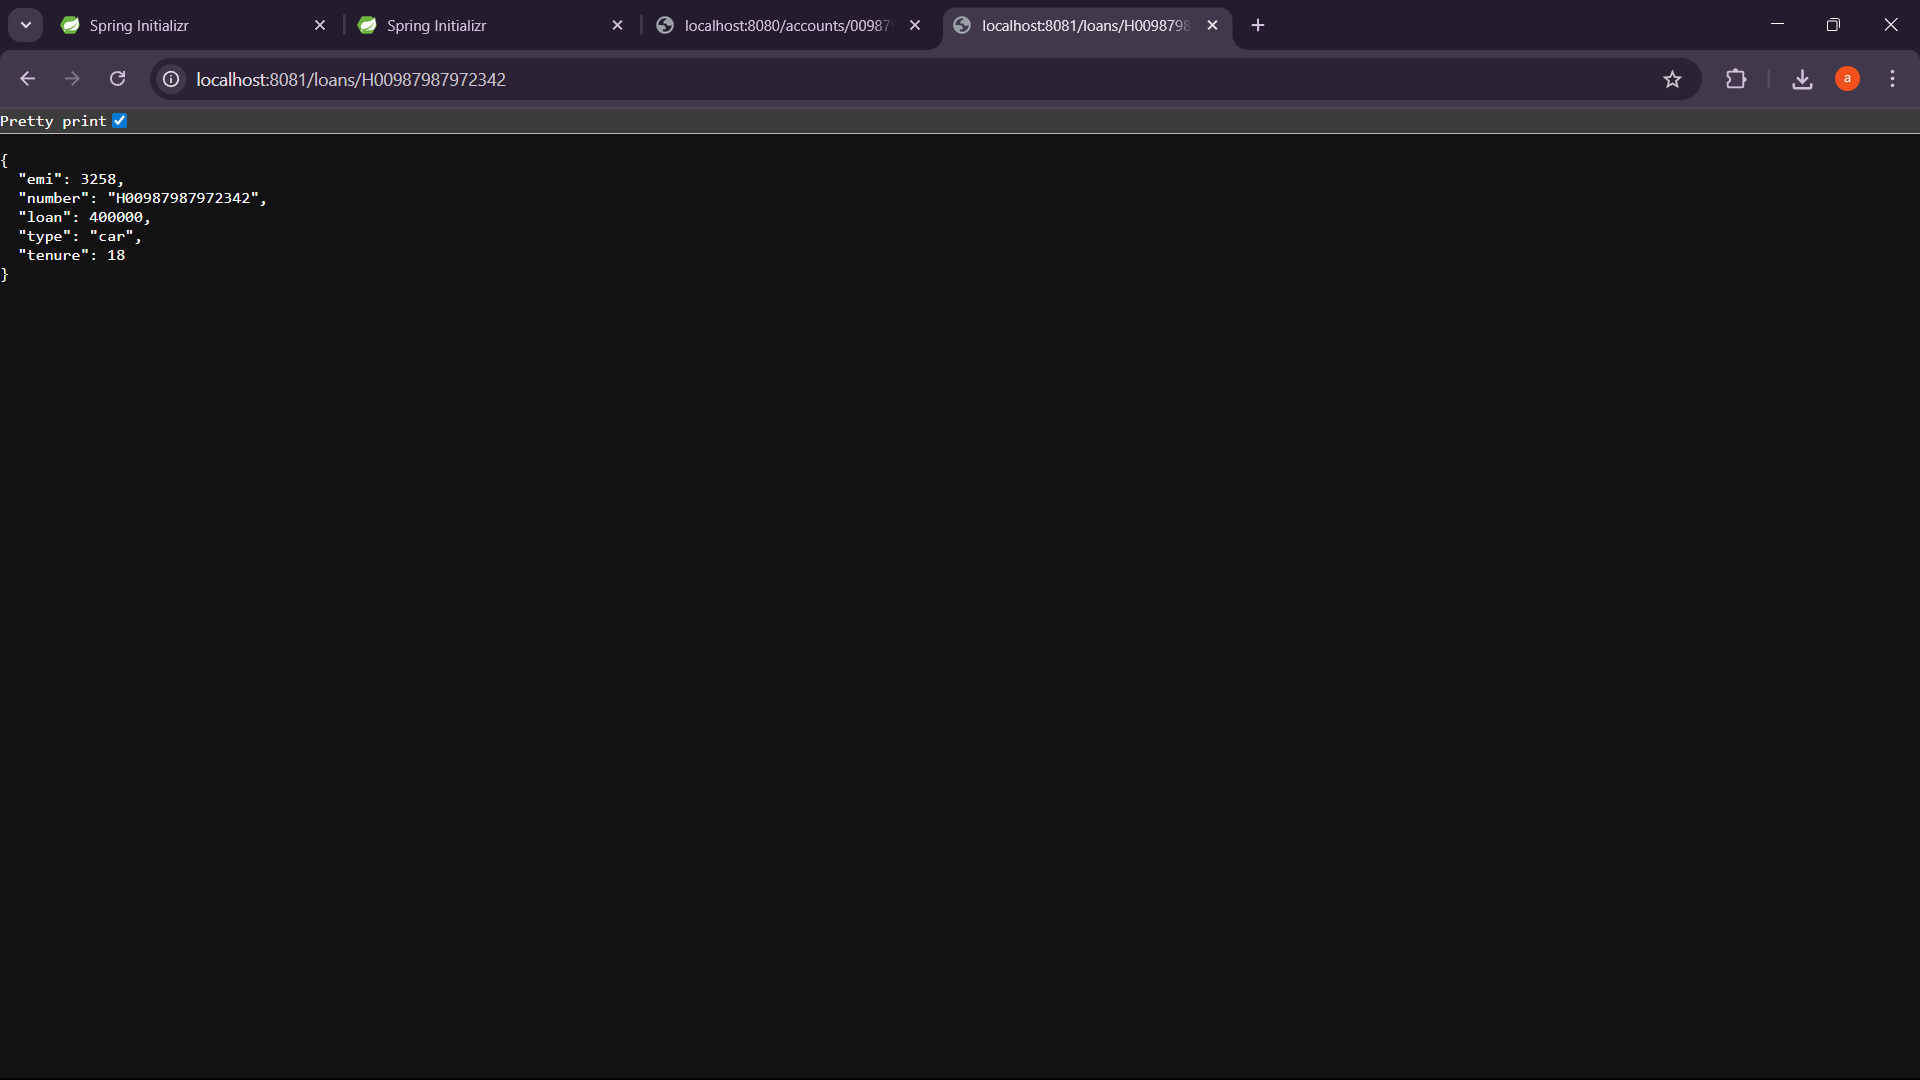 Spring Initializr
Spring Initializr
localhost:8080/accounts/00987
localhost:8081/loans/H0098798
localhost:8081/loans/H00987987972342
a
Pretty print
{
"emi": 3258,
"number": "H00987987972342",
"loan": 400000,
"type": "car",
"tenure": 18
}